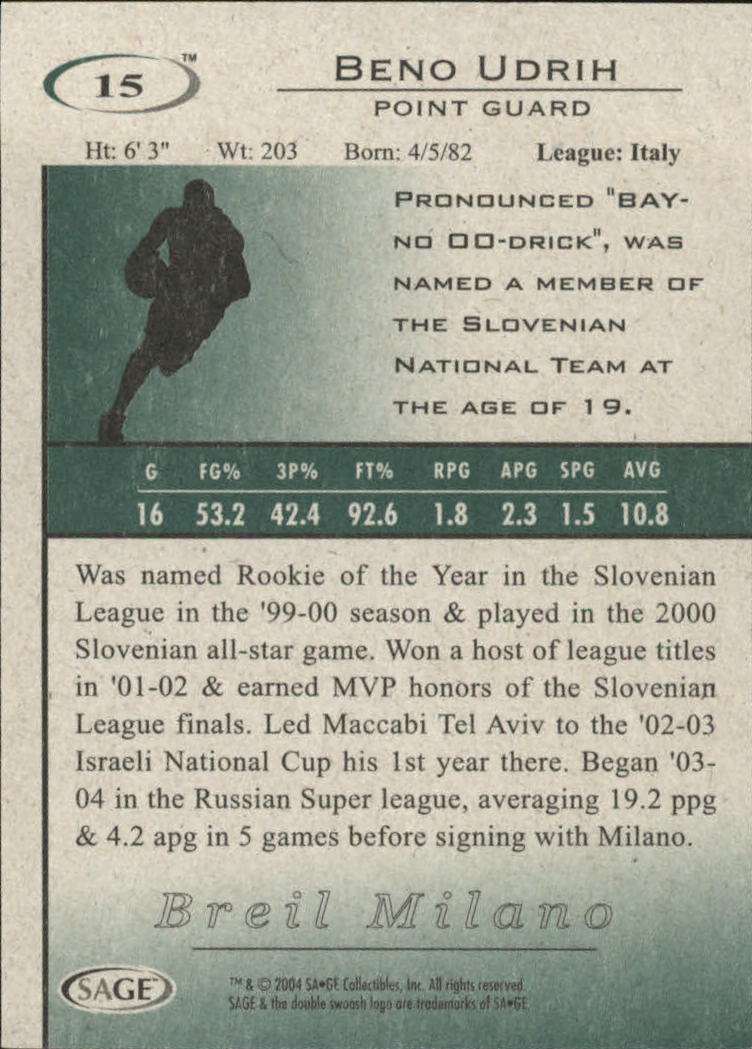 15 ™
BENO UDRIH
POINT GUARD
Ht: 6' 3" Wt: 203 Born: 4/5/82 League: Italy
PRONOUNCED "BAY-
NO OO-DRICK", WAS
NAMED A MEMBER OF
THE SLOVENIAN
NATIONAL TEAM AT
THE AGE OF 19.
G FG% 3P% FT% RPG APG SPG AVG
16 53.2 42.4 92.6 1.8 2.3 1.5 10.8
Was named Rookie of the Year in the Slovenian
League in the '99-00 season & played in the 2000
Slovenian all-star game. Won a host of league titles
in '01-02 & earned MVP honors of the Slovenian
League finals. Led Maccabi Tel Aviv to the '02-03
Israeli National Cup his 1st year there. Began '03-
04 in the Russian Super league, averaging 19.2 ppg
& 4.2 apg in 5 games before signing with Milano.
Breil Milano
SAGE
™ & © 2004 SA•GE Collectibles, Inc. All rights reserved.
SAGE & the double swoosh logo are trademarks of SA•GE